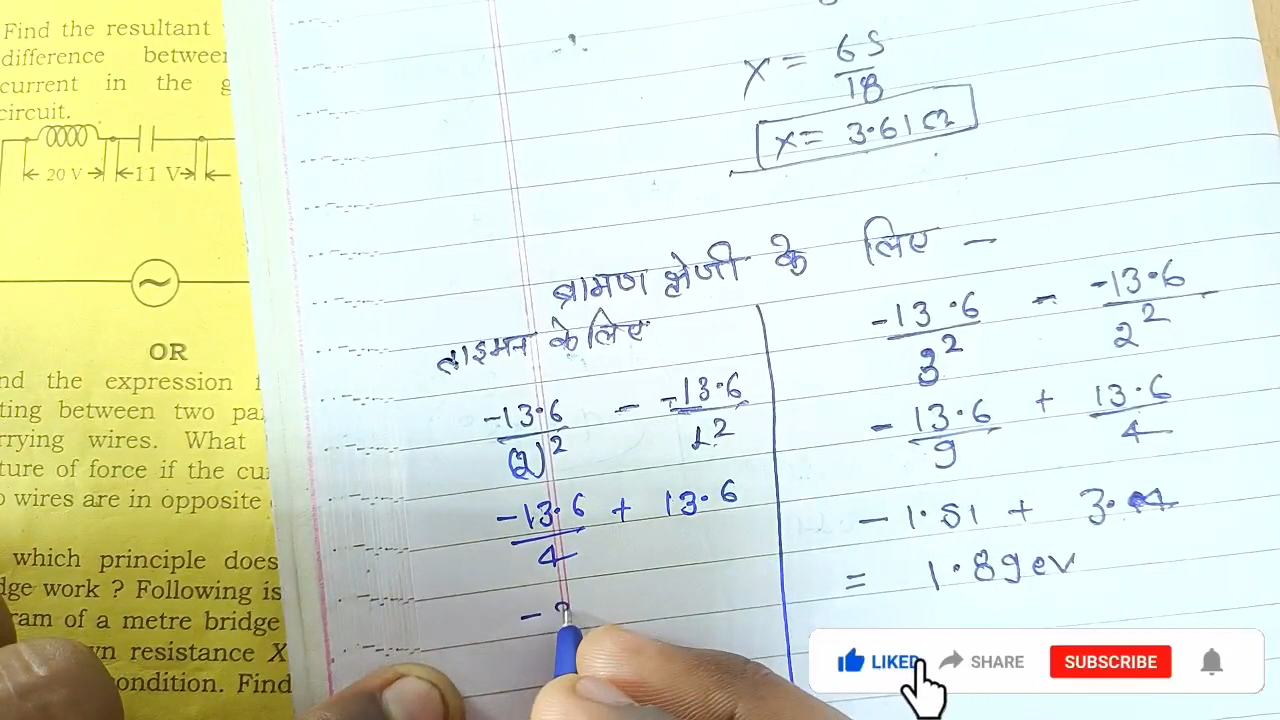 Find the resultant
difference between
current in the g
circuit.
20 V
11 V
OR
nd the expression f
ting between two pa
rrying wires. What
ture of force if the cu
o wires are in opposite
which principle does
dge work ? Following is
ram of a metre bridge
wn resistance X
condition. Find
x = 65/18
x = 3.61 Ω
ब्रामण श्रेणी के लिए -
लाइमन के लिए
-13.6/(2)² - -13.6/1²
-13.6/4 + 13.6
-3
-13.6/3² - -13.6/2²
-13.6/9 + 13.6/4
-1.51 + 3.4
= 1.89ev
LIKED
SHARE
SUBSCRIBE